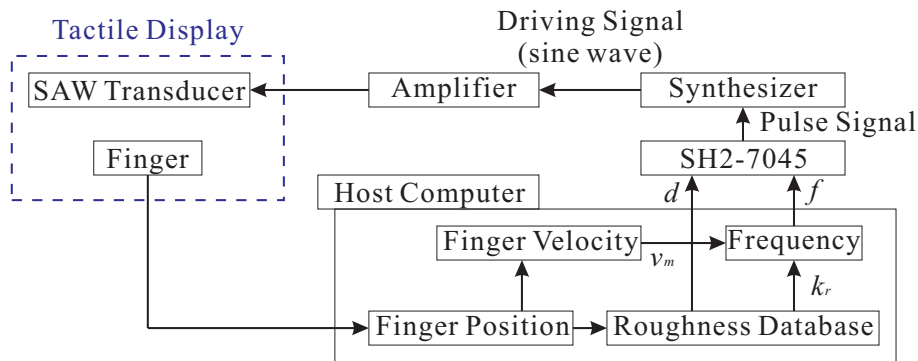 Tactile Display
Driving Signal
(sine wave)
SAW Transducer
Amplifier
Synthesizer
Pulse Signal
Finger
SH2-7045
Host Computer
d
f
Finger Velocity
vm
Frequency
kr
Finger Position
Roughness Database